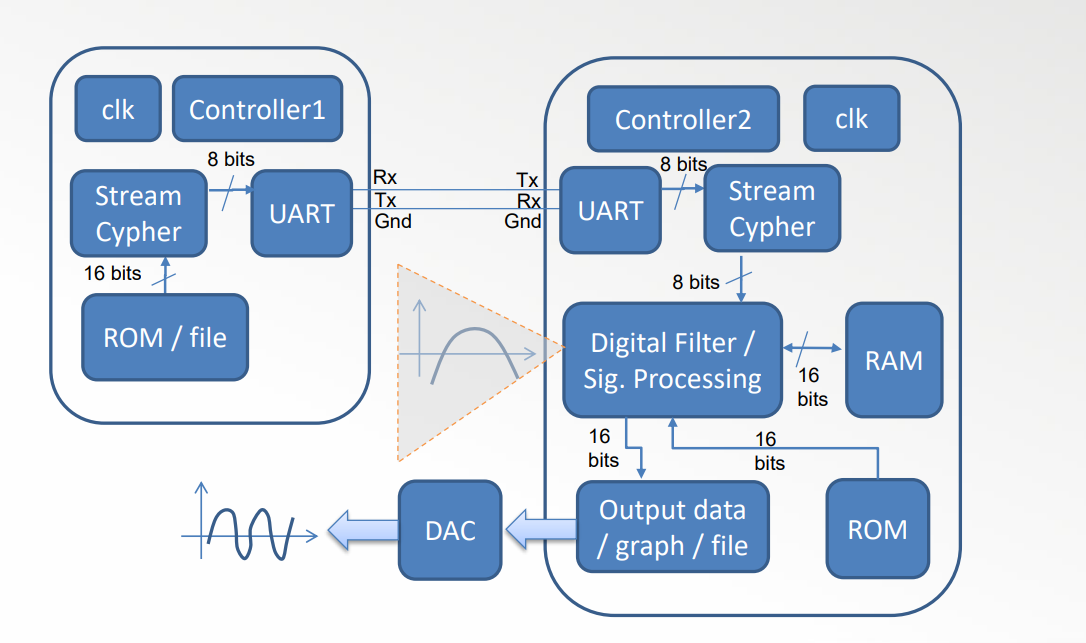 clk
Controller1
8 bits
Stream
Cypher
UART
16 bits
ROM / file
Rx
Tx
Gnd
Tx
Rx
Gnd
Controller2
clk
8 bits
UART
Stream
Cypher
8 bits
Digital Filter /
Sig. Processing
16
bits
RAM
16
bits
16
bits
Output data
/ graph / file
ROM
DAC